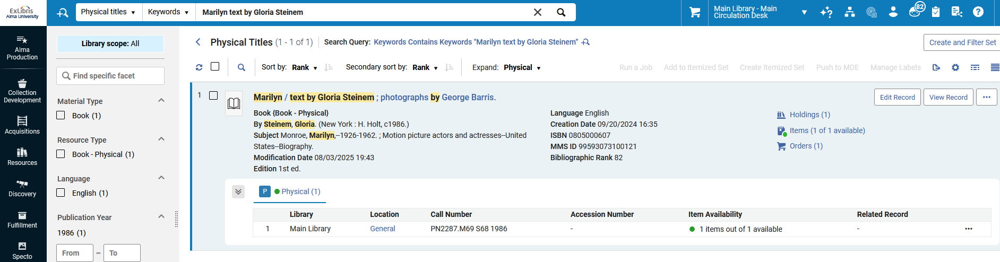 ExLibris
Alma University
Physical titles
Keywords
Marilyn text by Gloria Steinem
Main Library - Main
Circulation Desk
82
Alma
Production
Collection
Development
Acquisitions
Resources
Discovery
Fulfillment
Specto
Library scope: All
Find specific facet
Material Type
Book (1)
Resource Type
Book - Physical (1)
Language
English (1)
Publication Year
1986 (1)
From – To
Physical Titles (1 - 1 of 1) Search Query: Keywords Contains Keywords "Marilyn text by Gloria Steinem"
Create and Filter Set
Sort by: Rank Secondary sort by: Rank Expand: Physical
Run a Job Add to Itemized Set Create Itemized Set Push to MDE Manage Labels
1
Marilyn / text by Gloria Steinem ; photographs by George Barris.
Edit Record View Record
Book {Book - Physical}
By Steinem, Gloria. (New York : H. Holt, c1986.)
Subject Monroe, Marilyn,--1926-1962. ; Motion picture actors and actresses--United
States--Biography.
Modification Date 08/03/2025 19:43
Edition 1st ed.
Language English
Creation Date 09/20/2024 16:35
ISBN 0805000607
MMS ID 99593073100121
Bibliographic Rank 82
Holdings (1)
Items (1 of 1 available)
Orders (1)
P Physical (1)
Library Location Call Number Accession Number Item Availability Related Record
1 Main Library General PN2287.M69 S68 1986 - 1 items out of 1 available -